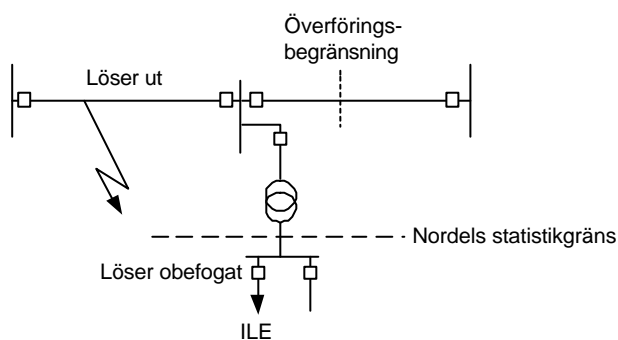 Överförings-
begränsning
Löser ut
Nordels statistikgräns
Löser obefogat
ILE